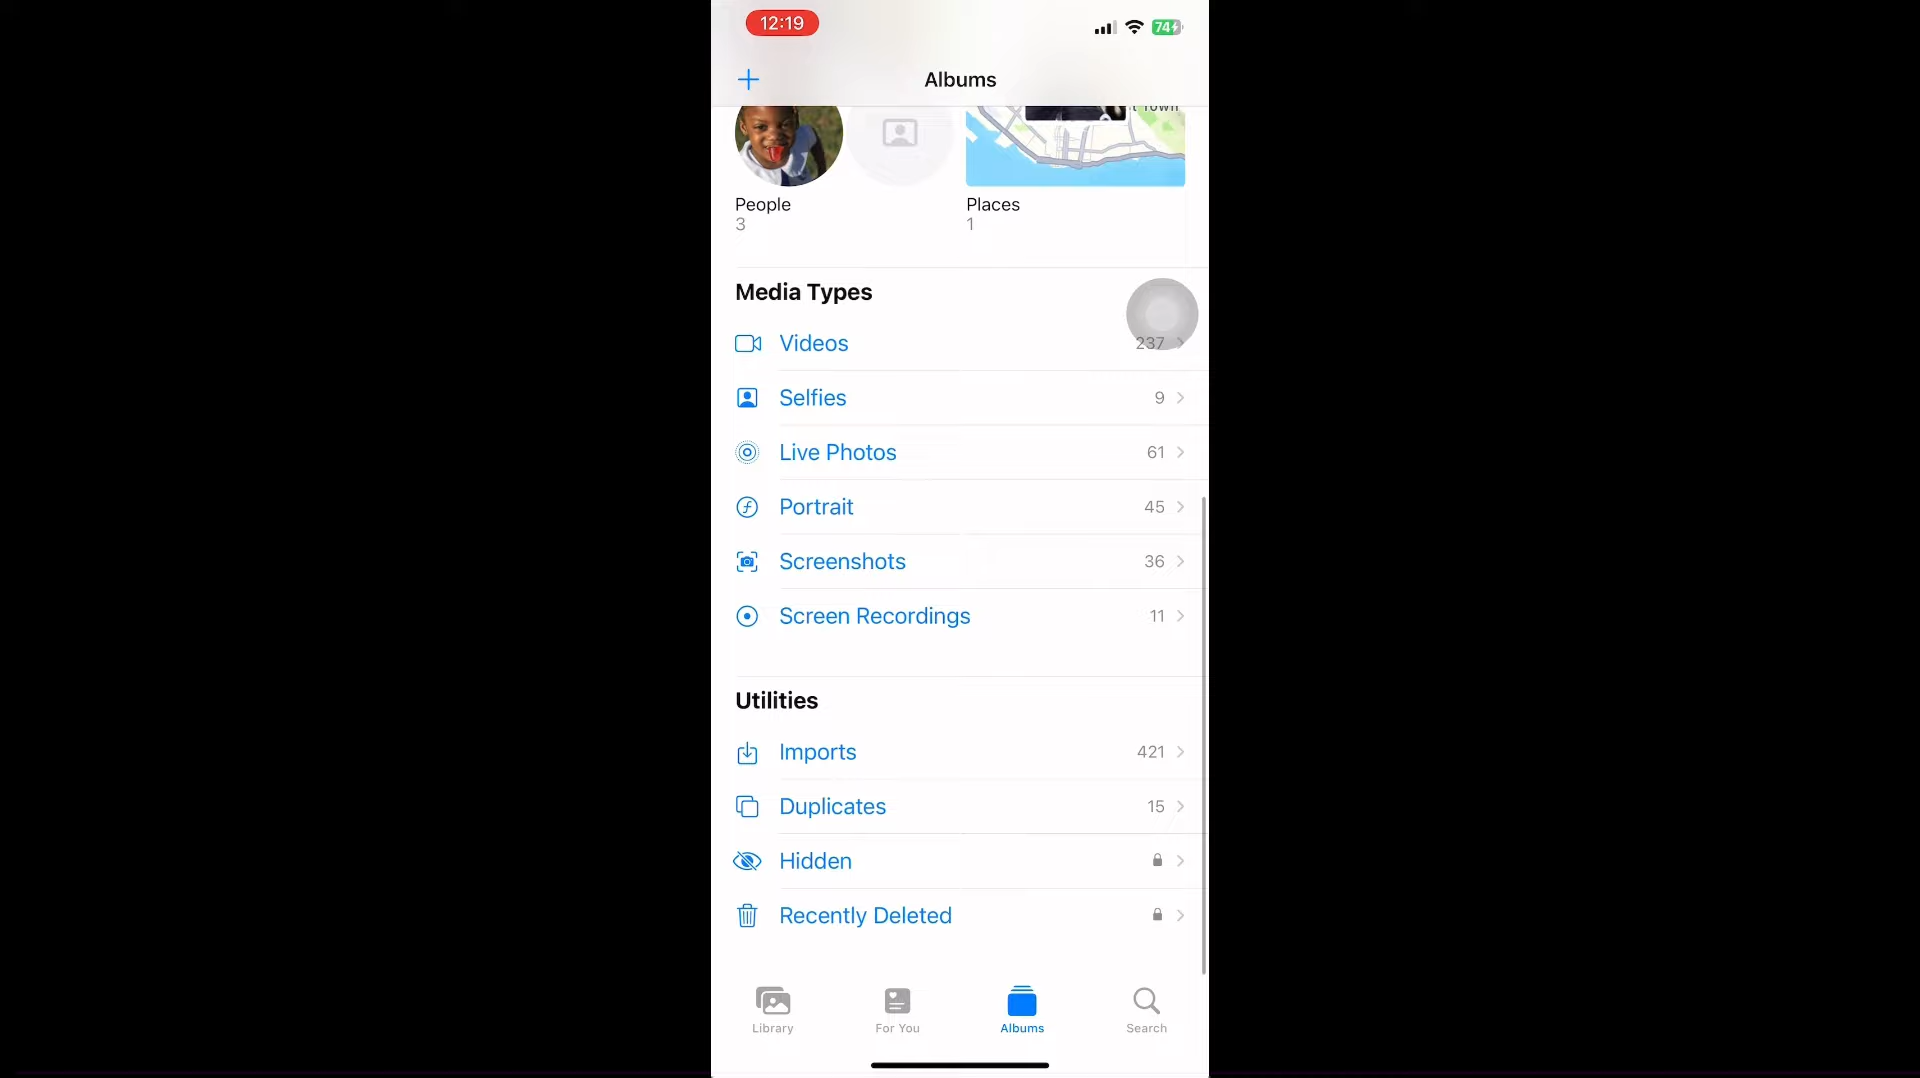 12:19
74
Albums
t Town
People
3
Places
1
Media Types
Videos 237
Selfies 9
Live Photos 61
Portrait 45
Screenshots 36
Screen Recordings 11
Utilities
Imports 421
Duplicates 15
Hidden
Recently Deleted
Library
For You
Albums
Search